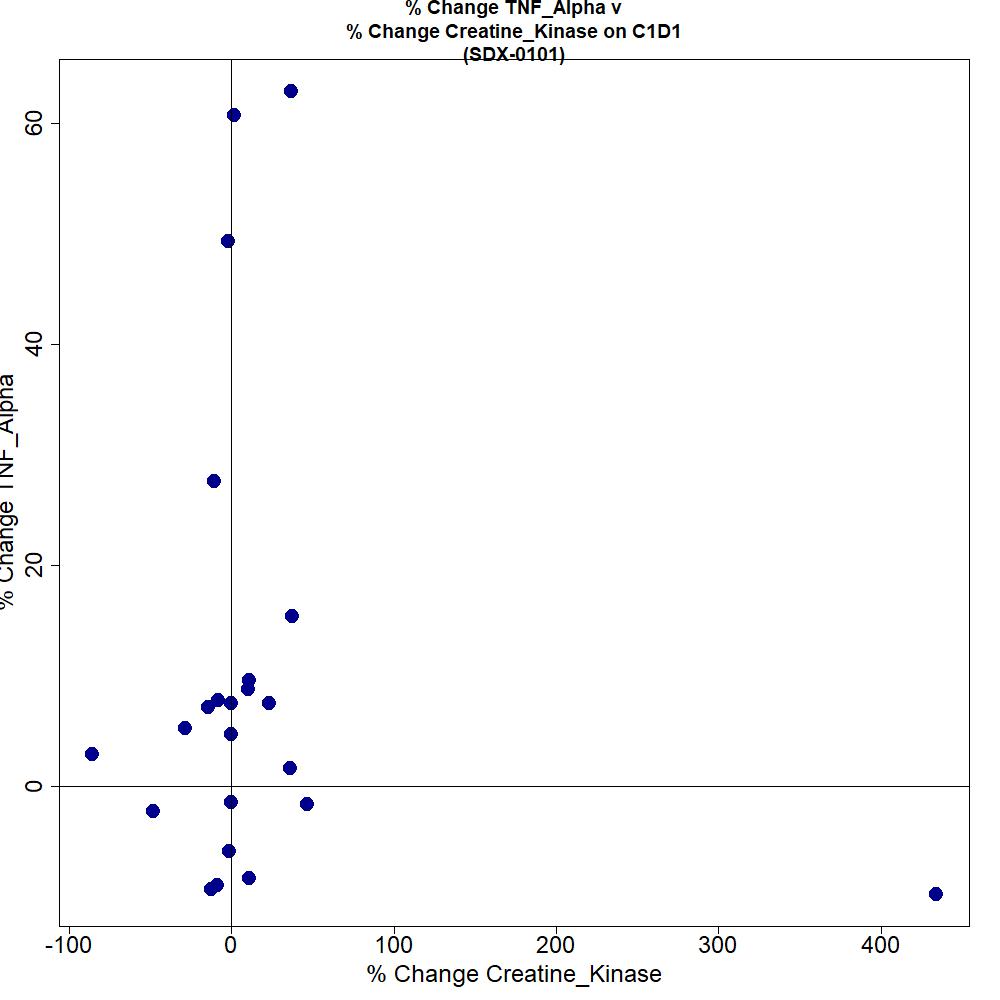 % Change TNF_Alpha v
% Change Creatine_Kinase on C1D1
(SDX-0101)
% Change TNF_Alpha
60
40
20
0
-100 0 100 200 300 400
% Change Creatine_Kinase